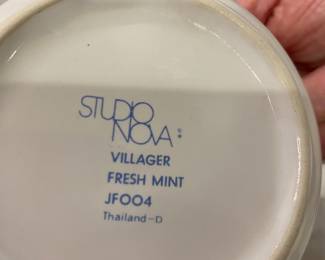 STUDIO
NOVA
VILLAGER
FRESH MINT
JF004
Thailand-D